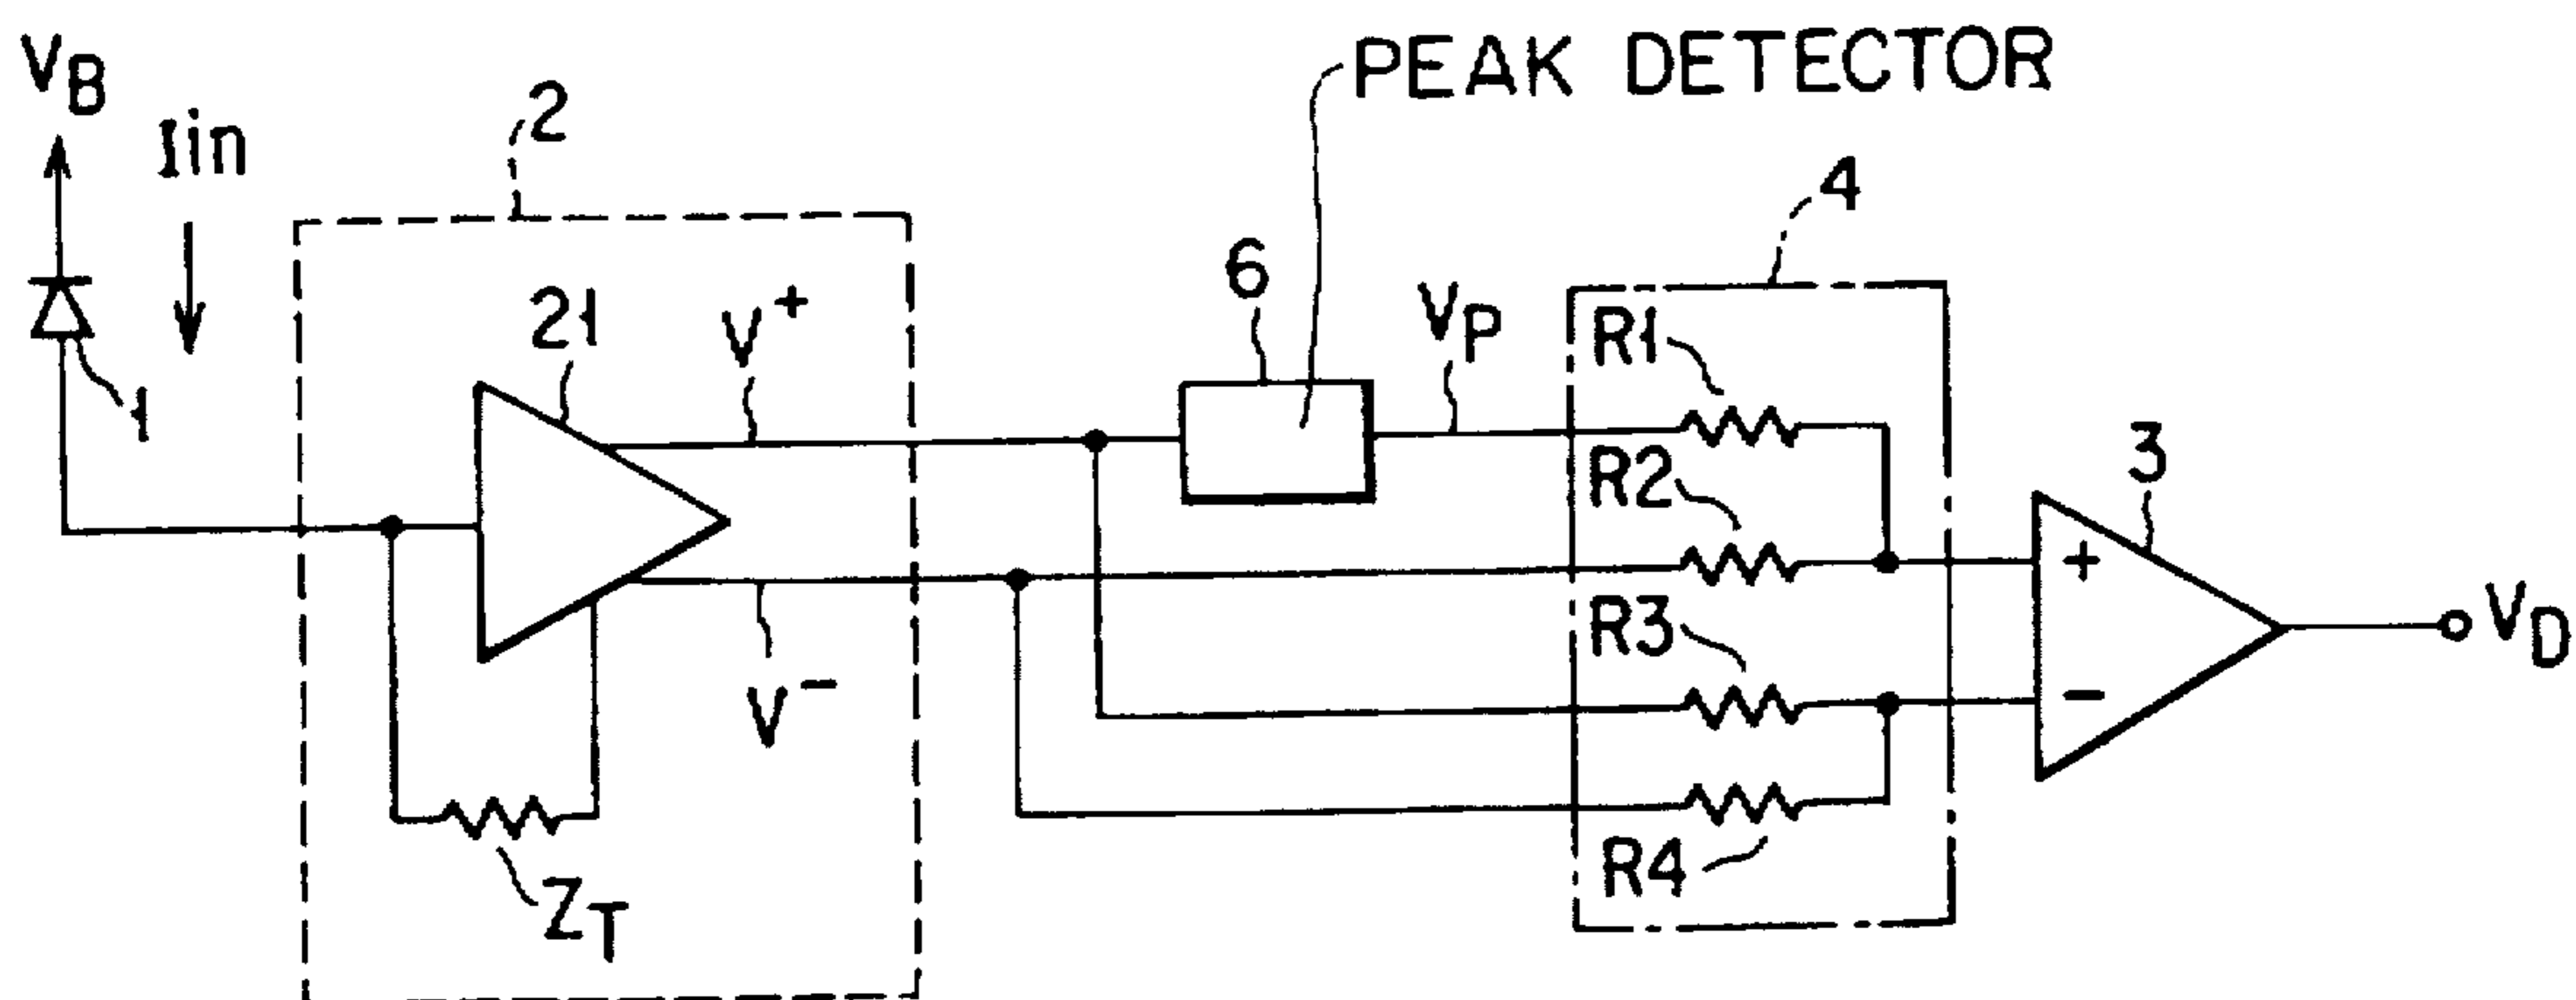 VB
Iin
2
PEAK DETECTOR
4
21
V+
6
VP
R1
1
R2
3
+
R3
VD
V-
-
R4
ZT